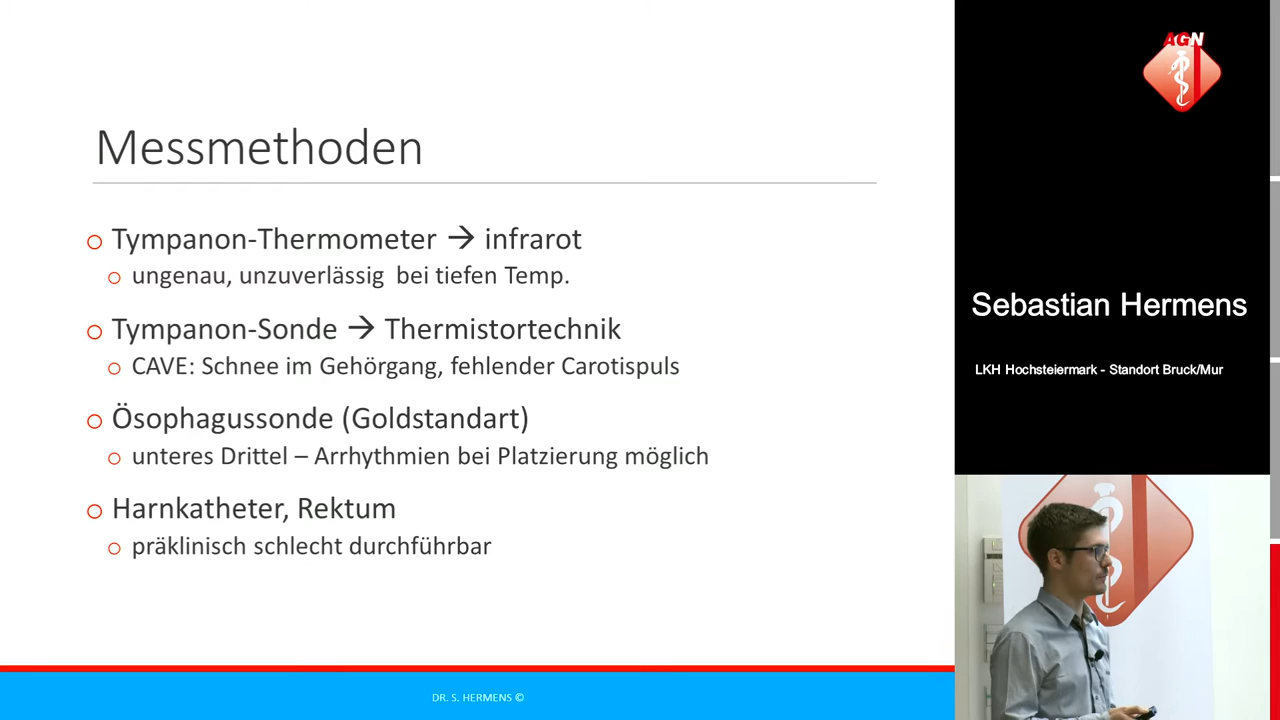 Messmethoden
Tympanon-Thermometer → infrarot
ungenau, unzuverlässig bei tiefen Temp.
Tympanon-Sonde → Thermistortechnik
CAVE: Schnee im Gehörgang, fehlender Carotispuls
Ösophagussonde (Goldstandart)
unteres Drittel – Arrhythmien bei Platzierung möglich
Harnkatheter, Rektum
präklinisch schlecht durchführbar
DR. S. HERMENS ©
AGN
Sebastian Hermens
LKH Hochsteiermark - Standort Bruck/Mur